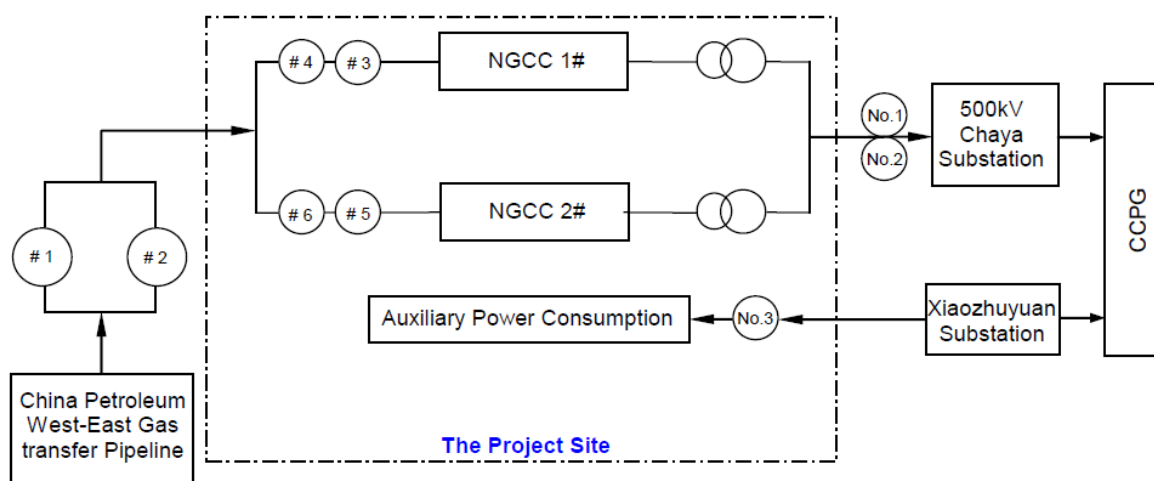 # 4
# 3
NGCC 1#
No.1
No.2
500kV
Chaya
Substation
CCPG
# 6
# 5
NGCC 2#
# 1
# 2
Auxiliary Power Consumption
No.3
Xiaozhuyuan
Substation
China Petroleum
West-East Gas
transfer Pipeline
The Project Site